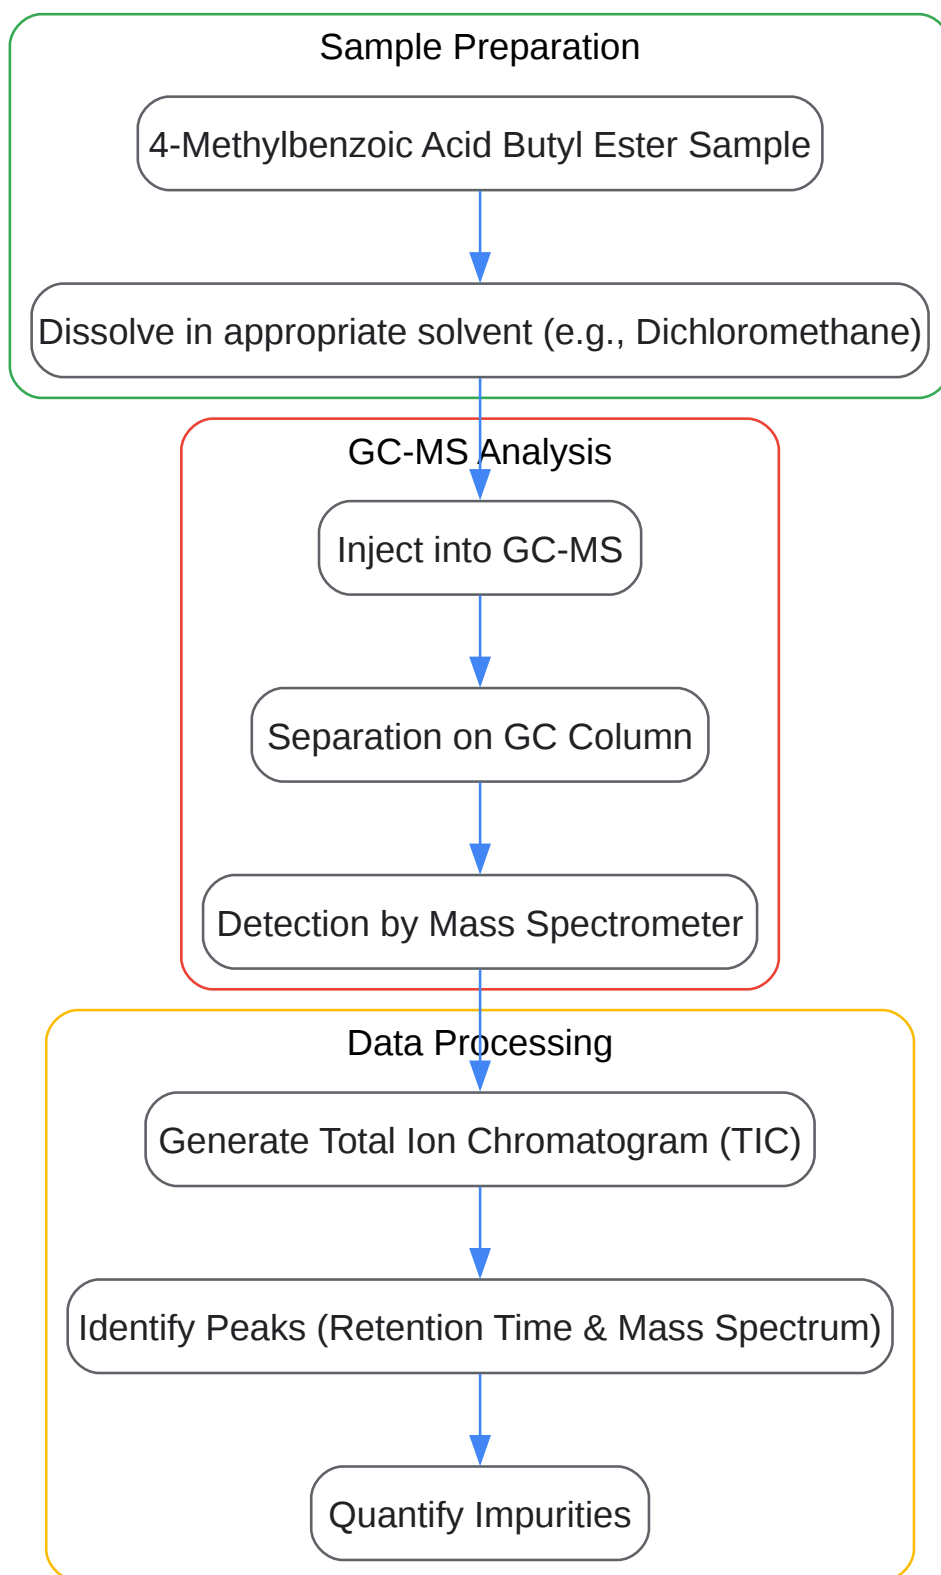 Sample Preparation
4-Methylbenzoic Acid Butyl Ester Sample
Dissolve in appropriate solvent (e.g., Dichloromethane)
GC-MS Analysis
Inject into GC-MS
Separation on GC Column
Detection by Mass Spectrometer
Data Processing
Generate Total Ion Chromatogram (TIC)
Identify Peaks (Retention Time & Mass Spectrum)
Quantify Impurities